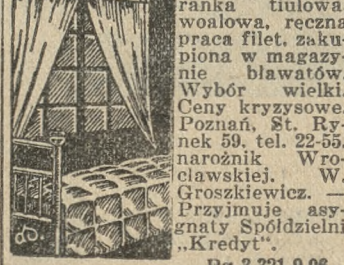 ranka tiulowa
woalowa, ręczna
praca filet, zaku-
piona w magazy-
nie bławatów.
Wybór wielki.
Ceny kryzysowe.
Poznań, St. Ry-
nek 59. tel. 22-55.
narożnik Wro-
cławskiej. W.
Groszkiewicz. —
Przyjmuje asy-
gnaty Spółdzielni
„Kredyt".